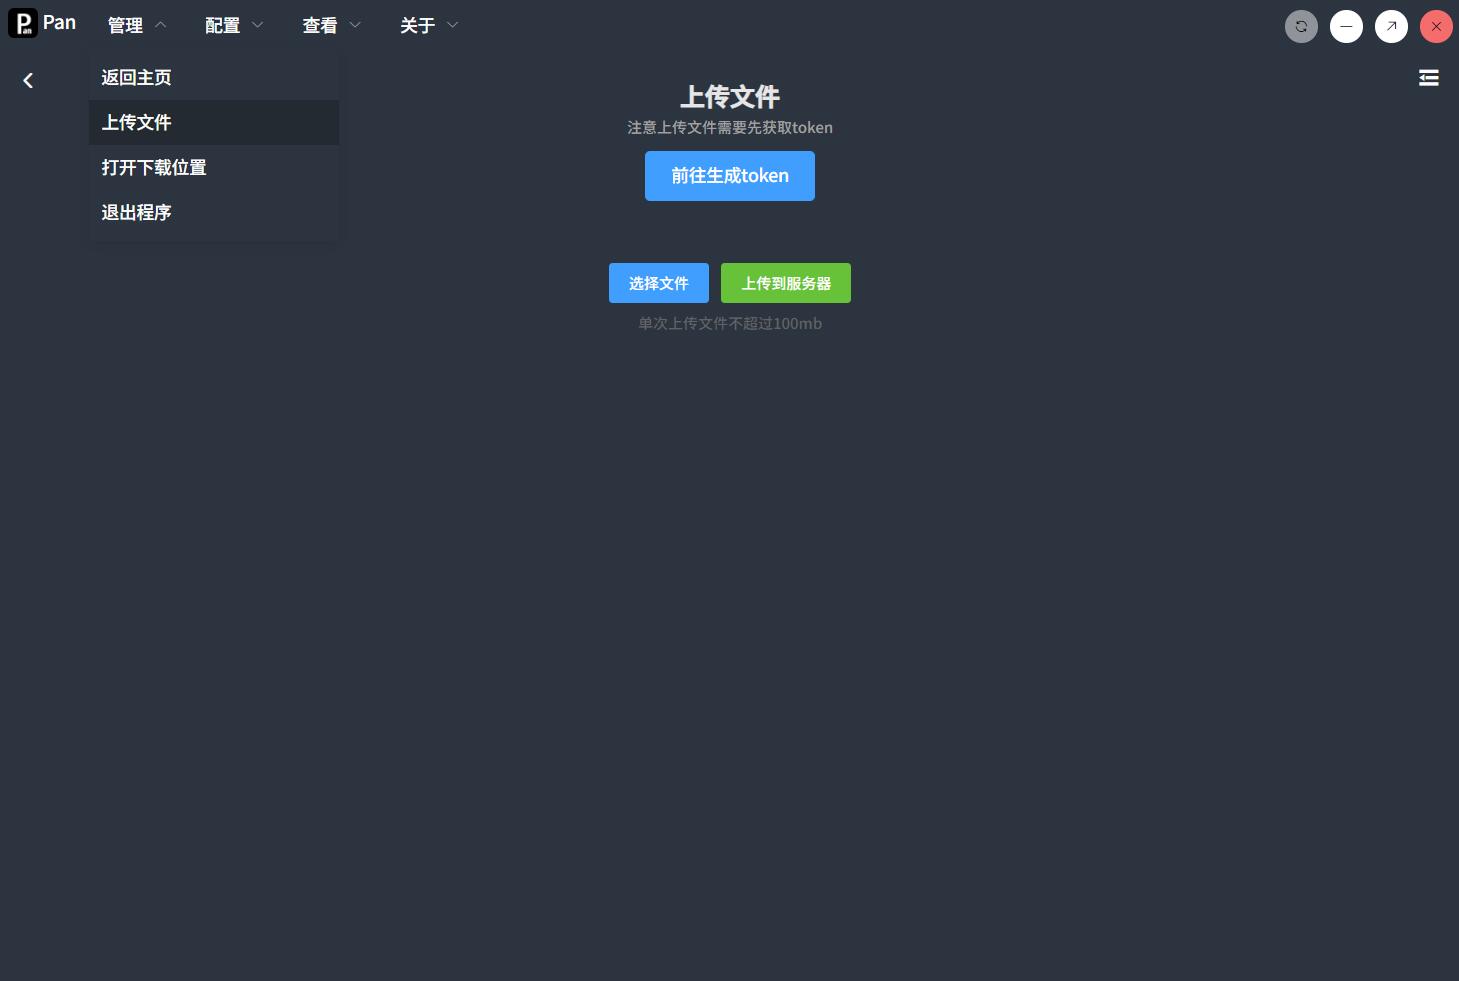 Pan
管理
配置
查看
关于
返回主页
上传文件
打开下载位置
退出程序
上传文件
注意上传文件需要先获取token
前往生成token
选择文件
上传到服务器
单次上传文件不超过100mb